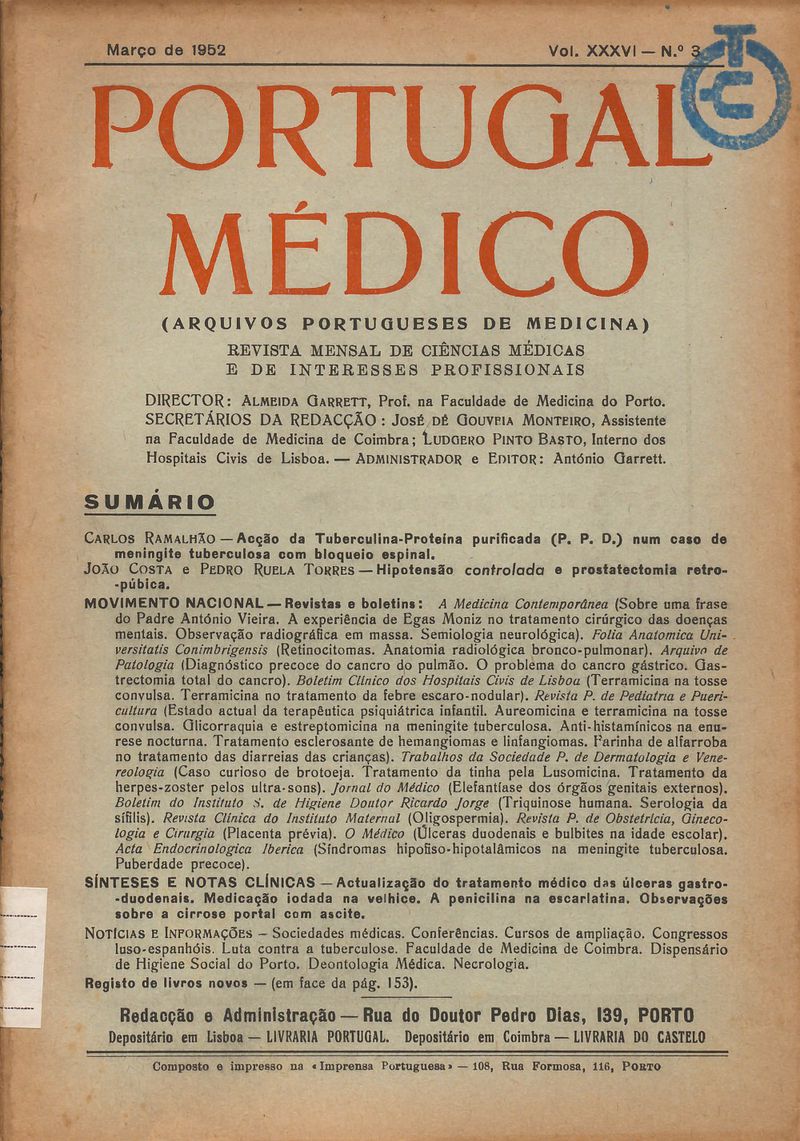 Março de 1952 Vol. XXXVI — N.º 3
PORTUGAL
MÉDICO
(ARQUIVOS PORTUGUESES DE MEDICINA)
REVISTA MENSAL DE CIÊNCIAS MÉDICAS
E DE INTERESSES PROFISSIONAIS
DIRECTOR: ALMEIDA GARRETT, Prof. na Faculdade de Medicina do Porto.
SECRETÁRIOS DA REDACÇÃO: JOSÉ DE GOUVEIA MONTEIRO, Assistente
na Faculdade de Medicina de Coimbra; LUDGERO PINTO BASTO, Interno dos
Hospitais Civis de Lisboa. — ADMINISTRADOR e EDITOR: António Garrett.
SUMÁRIO
CARLOS RAMALHÃO — Acção da Tuberculina-Proteína purificada (P. P. D.) num caso de
meningite tuberculosa com bloqueio espinal.
JOÃO COSTA e PEDRO RUELA TORRES — Hipotensão controlada e prostatectomia retro-
-púbica.
MOVIMENTO NACIONAL — Revistas e boletins: A Medicina Contemporânea (Sobre uma frase
do Padre António Vieira. A experiência de Egas Moniz no tratamento cirúrgico das doenças
mentais. Observação radiográfica em massa. Semiologia neurológica). Folia Anatomica Uni-
versitatis Conimbrigensis (Retinocitomas. Anatomia radiológica bronco-pulmonar). Arquivo de
Patologia (Diagnóstico precoce do cancro do pulmão. O problema do cancro gástrico. Gas-
trectomia total do cancro). Boletim Clínico dos Hospitais Civis de Lisboa (Terramicina na tosse
convulsa. Terramicina no tratamento da febre escaro-nodular). Revista P. de Pediatria e Pueri-
cultura (Estado actual da terapêutica psiquiátrica infantil. Aureomicina e terramicina na tosse
convulsa. Glicorraquia e estreptomicina na meningite tuberculosa. Anti-histamínicos na enu-
rese nocturna. Tratamento esclerosante de hemangiomas e linfangiomas. Farinha de alfarroba
no tratamento das diarreias das crianças). Trabalhos da Sociedade P. de Dermatologia e Vene-
reologia (Caso curioso de brotoeja. Tratamento da tinha pela Lusomicina. Tratamento da
herpes-zoster pelos ultra-sons). Jornal do Médico (Elefantíase dos órgãos genitais externos).
Boletim do Instituto S. de Higiene Doutor Ricardo Jorge (Triquinose humana. Serologia da
sífilis). Revista Clínica do Instituto Maternal (Oligospermia). Revista P. de Obstetrícia, Gineco-
logia e Cirurgia (Placenta prévia). O Médico (Úlceras duodenais e bulbites na idade escolar).
Acta Endocrinologica Iberica (Síndromas hipofiso-hipotalâmicos na meningite tuberculosa.
Puberdade precoce).
SÍNTESES E NOTAS CLÍNICAS — Actualização do tratamento médico das úlceras gastro-
-duodenais. Medicação iodada na velhice. A penicilina na escarlatina. Observações
sobre a cirrose portal com ascite.
NOTÍCIAS E INFORMAÇÕES — Sociedades médicas. Conferências. Cursos de ampliação. Congressos
luso-espanhóis. Luta contra a tuberculose. Faculdade de Medicina de Coimbra. Dispensário
de Higiene Social do Porto. Deontologia Médica. Necrologia.
Registo de livros novos — (em face da pág. 153).
Redacção e Administração — Rua do Doutor Pedro Dias, 139, PORTO
Depositário em Lisboa — LIVRARIA PORTUGAL. Depositário em Coimbra — LIVRARIA DO CASTELO
Composto e impresso na «Imprensa Portuguesa» — 108, Rua Formosa, 116, PORTO